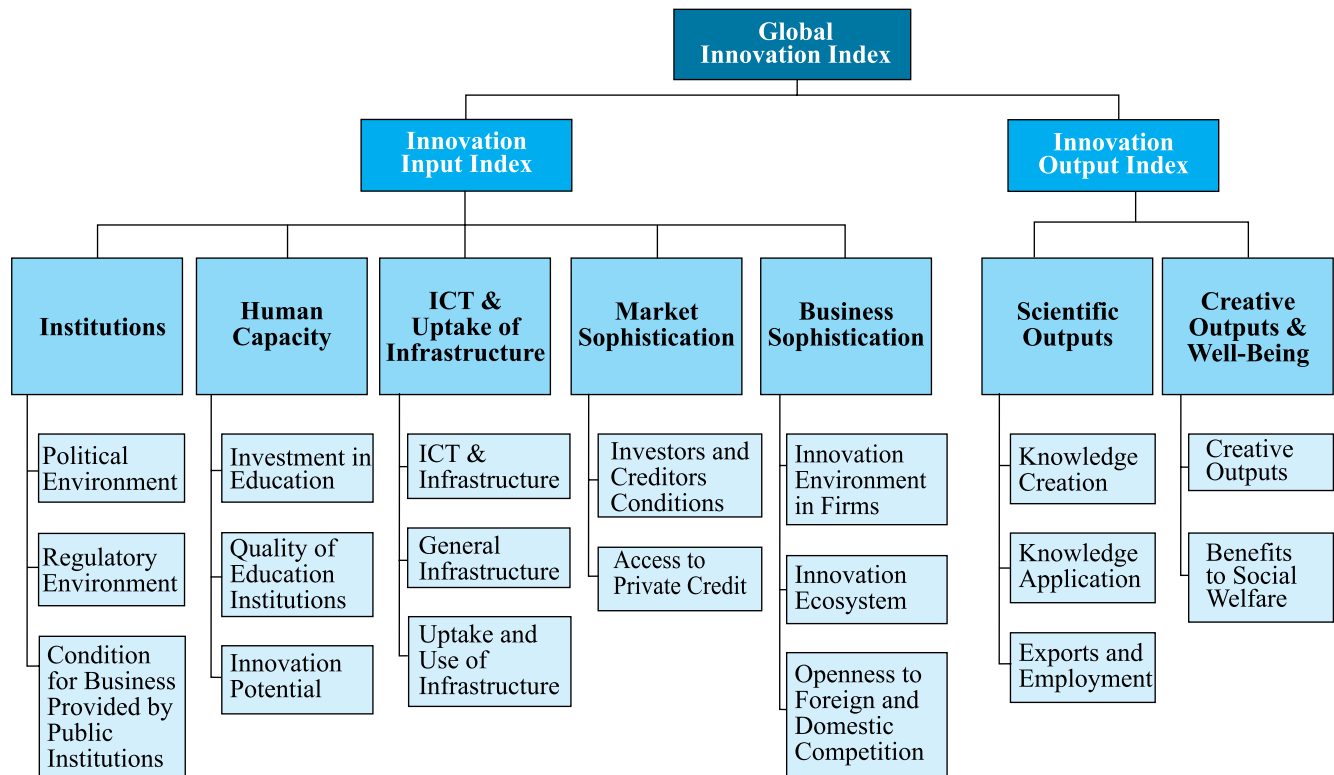 Global
Innovation Index
Innovation
Input Index
Innovation
Output Index
Institutions
Human
Capacity
ICT &
Uptake of
Infrastructure
Market
Sophistication
Business
Sophistication
Scientific
Outputs
Creative
Outputs &
Well-Being
Political
Environment
Regulatory
Environment
Condition
for Business
Provided by
Public
Institutions
Investment in
Education
Quality of
Education
Institutions
Innovation
Potential
ICT &
Infrastructure
General
Infrastructure
Uptake and
Use of
Infrastructure
Investors and
Creditors
Conditions
Access to
Private Credit
Innovation
Environment
in Firms
Innovation
Ecosystem
Openness to
Foreign and
Domestic
Competition
Knowledge
Creation
Knowledge
Application
Exports and
Employment
Creative
Outputs
Benefits
to Social
Welfare